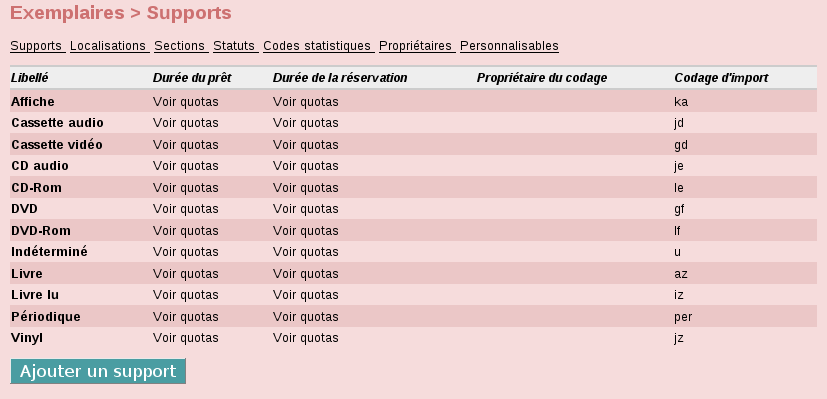 Exemplaires > Supports
Supports Localisations Sections Statuts Codes statistiques Propriétaires Personnalisables
Libellé Durée du prêt Durée de la réservation Propriétaire du codage Codage d'import
Affiche Voir quotas Voir quotas ka
Cassette audio Voir quotas Voir quotas jd
Cassette vidéo Voir quotas Voir quotas gd
CD audio Voir quotas Voir quotas je
CD-Rom Voir quotas Voir quotas le
DVD Voir quotas Voir quotas gf
DVD-Rom Voir quotas Voir quotas lf
Indéterminé Voir quotas Voir quotas u
Livre Voir quotas Voir quotas az
Livre lu Voir quotas Voir quotas iz
Périodique Voir quotas Voir quotas per
Vinyl Voir quotas Voir quotas jz
Ajouter un support